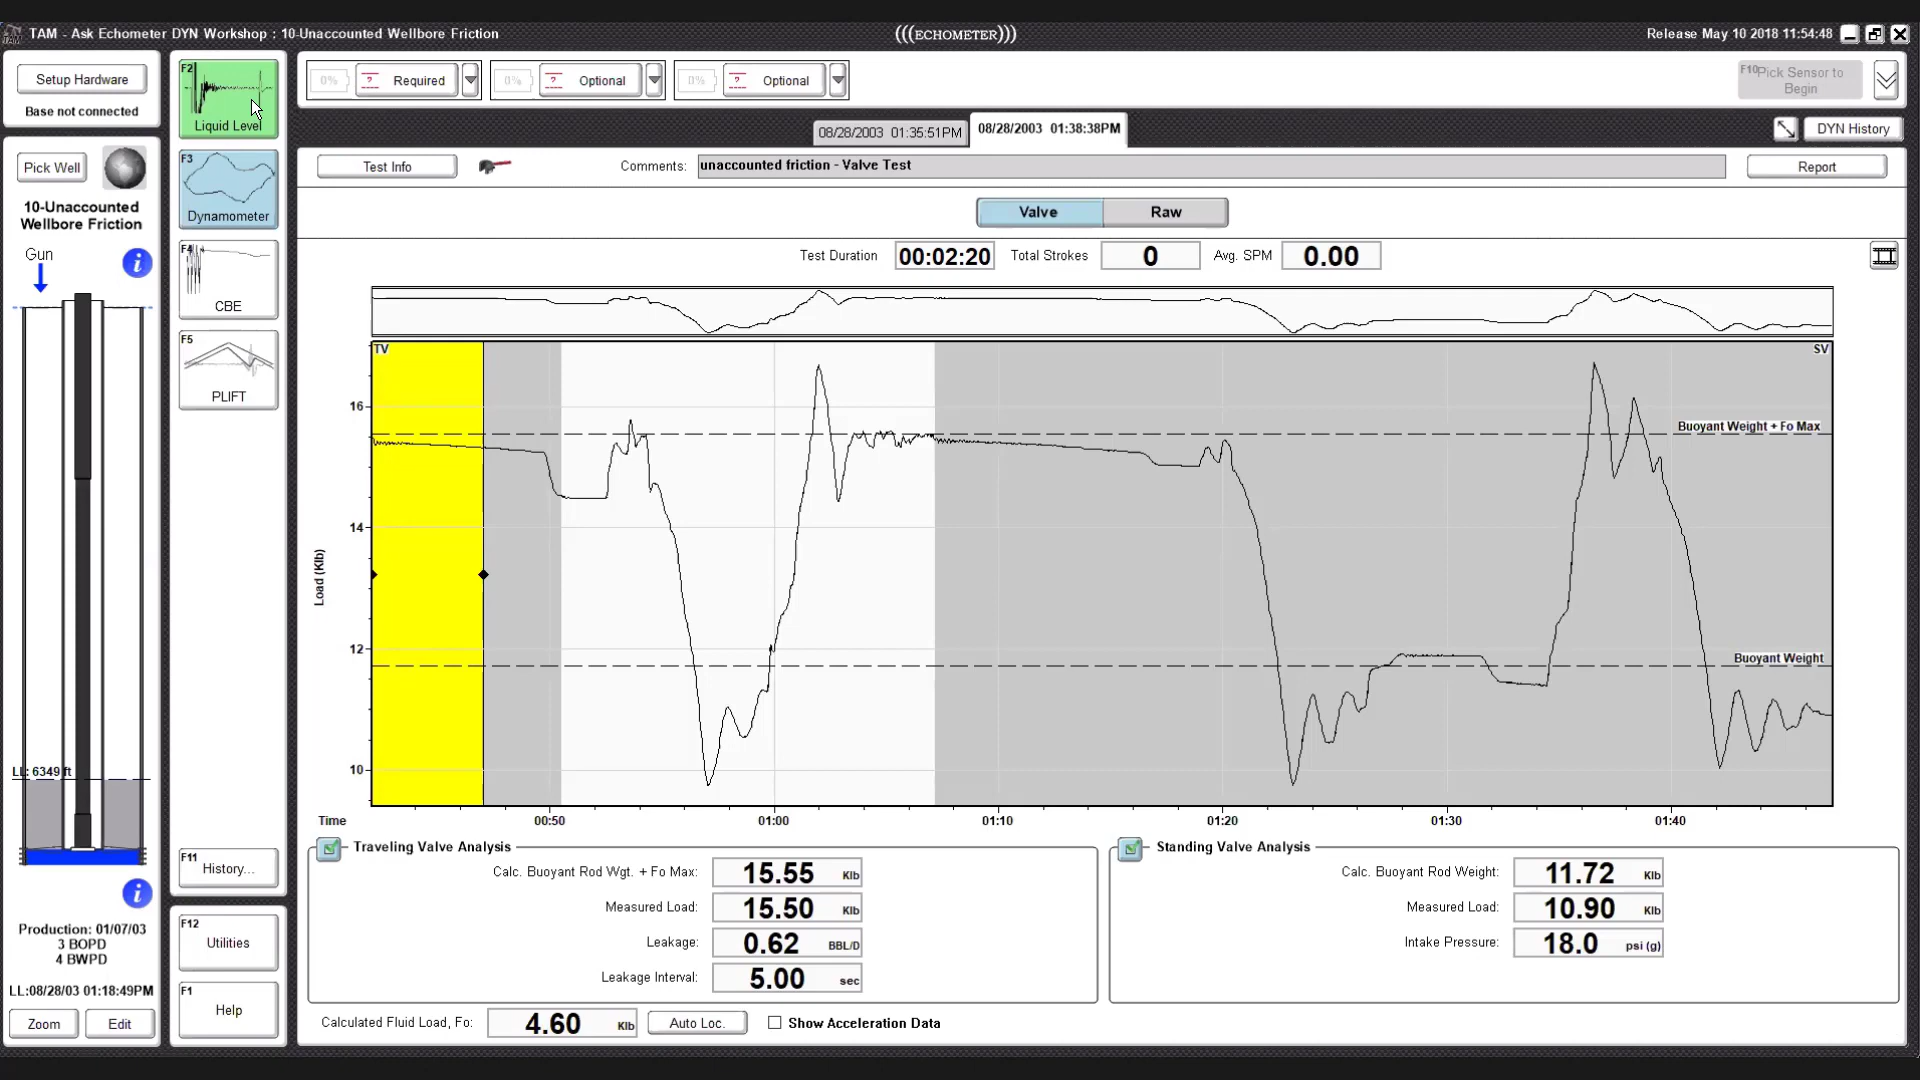 TAM - Ask Echometer DYN Workshop : 10-Unaccounted Wellbore Friction
(((ECHOMETER)))
Release May 10 2018 11:54:48
Setup Hardware
Base not connected
Pick Well
10-Unaccounted
Wellbore Friction
Gun
LL: 6349 ft
Production: 01/07/03
3 BOPD
4 BWPD
LL:08/28/03 01:18:49PM
Zoom
Edit
F2
Liquid Level
F3
Dynamometer
F4
CBE
F5
PLIFT
F11
History...
F12
Utilities
F1
Help
0%
?
Required
0%
?
Optional
0%
?
Optional
F10
Pick Sensor to
Begin
08/28/2003 01:35:51PM
08/28/2003 01:38:38PM
DYN History
Test Info
Comments:
unaccounted friction - Valve Test
Report
Valve
Raw
Test Duration
00:02:20
Total Strokes
0
Avg. SPM
0.00
TV
SV
16
14
12
10
Load (Klb)
Buoyant Weight + Fo Max
Buoyant Weight
Time
00:50
01:00
01:10
01:20
01:30
01:40
Traveling Valve Analysis
Calc. Buoyant Rod Wgt. + Fo Max:
15.55 Klb
Measured Load:
15.50 Klb
Leakage:
0.62 BBL/D
Leakage Interval:
5.00 sec
Standing Valve Analysis
Calc. Buoyant Rod Weight:
11.72 Klb
Measured Load:
10.90 Klb
Intake Pressure:
18.0 psi (g)
Calculated Fluid Load, Fo:
4.60 Klb
Auto Loc.
Show Acceleration Data